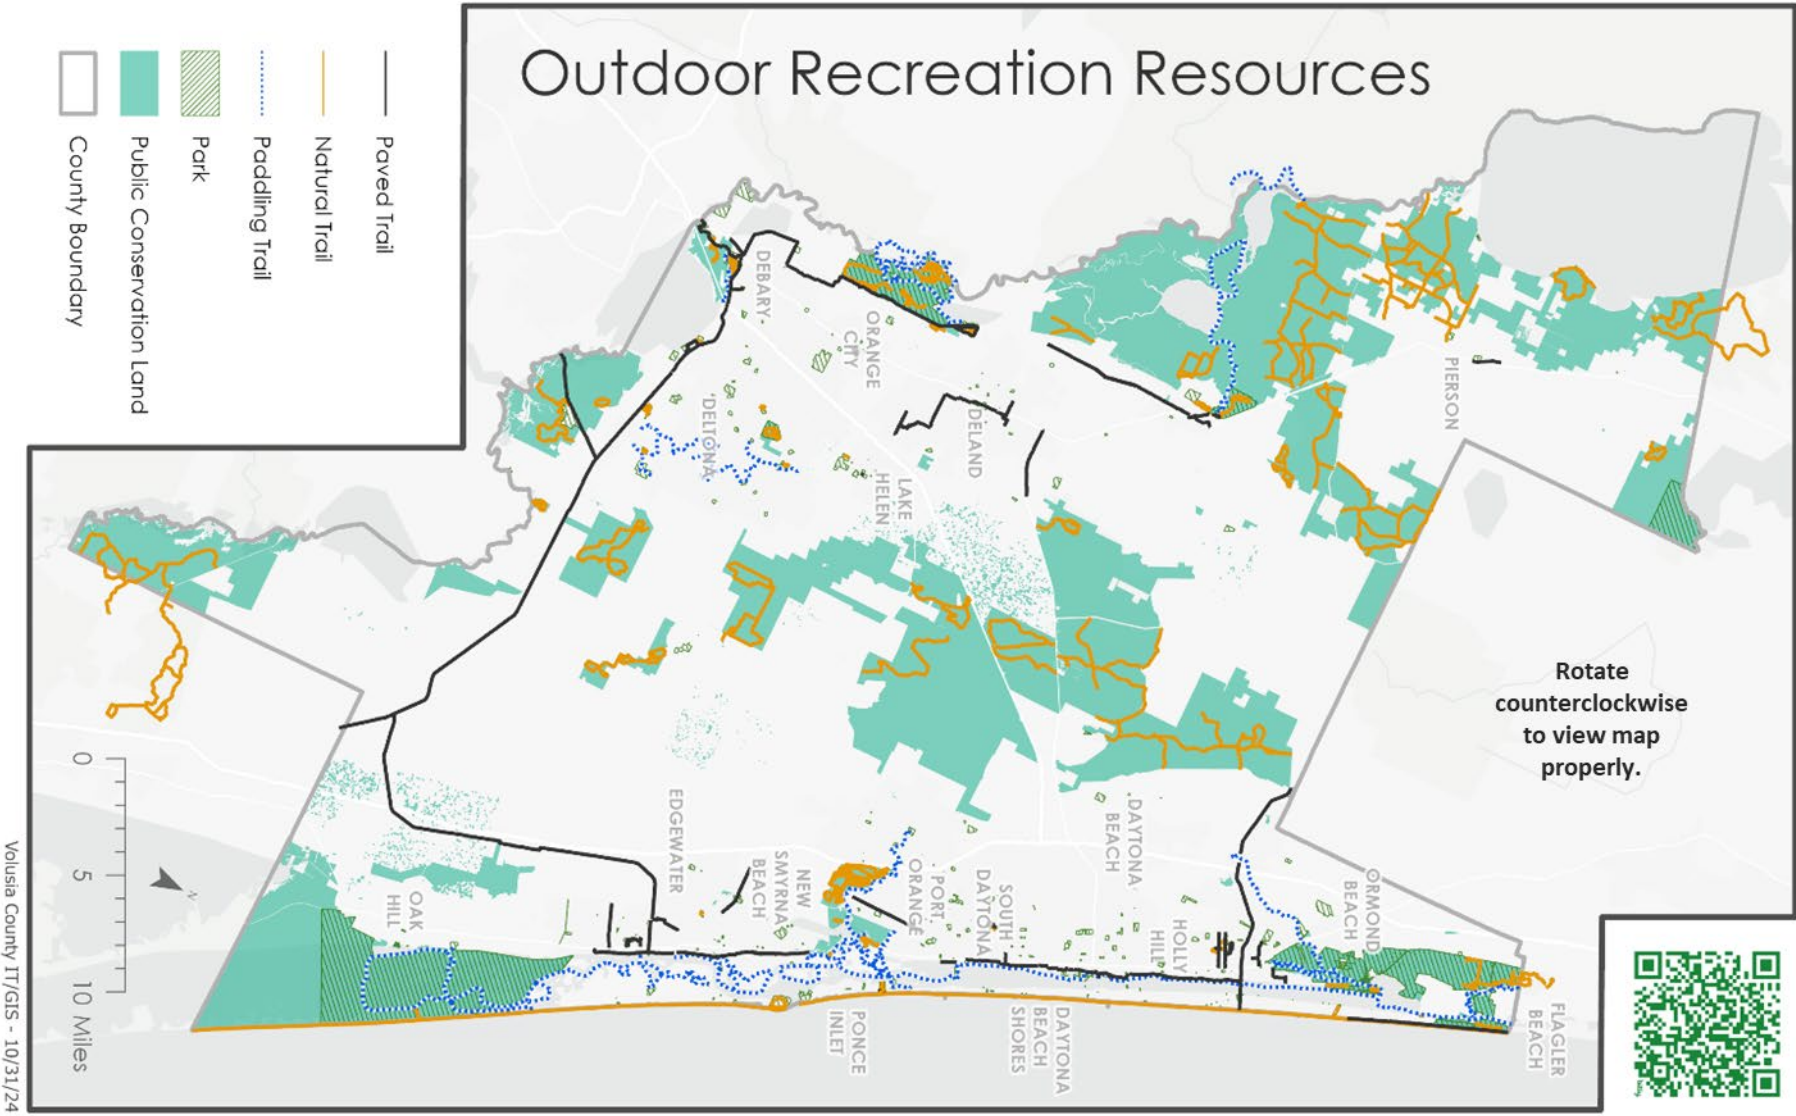 Outdoor Recreation Resources
Paved Trail
Natural Trail
Paddling Trail
Park
Public Conservation Land
County Boundary
Rotate
counterclockwise
to view map
properly.
PIERSON
DEBARY
ORANGE
CITY
DELAND
DELTONA
LAKE
HELEN
EDGEWATER
NEW
SMYRNA
BEACH
OAK
HILL
PORT
ORANGE
SOUTH
DAYTONA
DAYTONA
BEACH
HOLLY
HILL
ORMOND
BEACH
PONCE
INLET
DAYTONA
BEACH
SHORES
FLAGLER
BEACH
0 5 10 Miles
N
Volusia County IT/GIS - 10/31/24